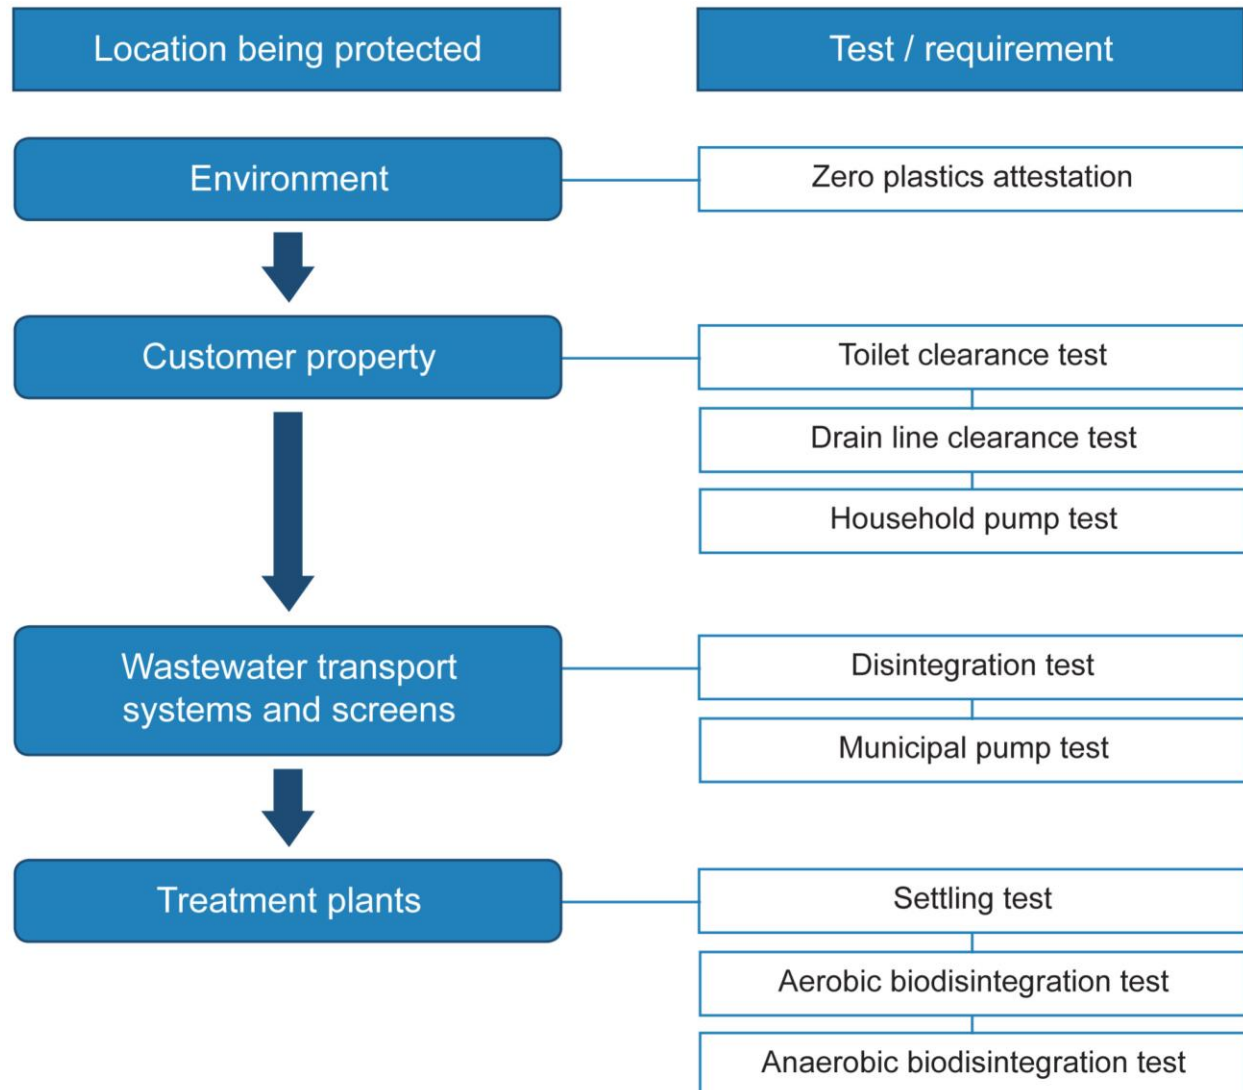 Location being protected
Test / requirement
Environment
Zero plastics attestation
Customer property
Toilet clearance test
Drain line clearance test
Household pump test
Wastewater transport
systems and screens
Disintegration test
Municipal pump test
Treatment plants
Settling test
Aerobic biodisintegration test
Anaerobic biodisintegration test